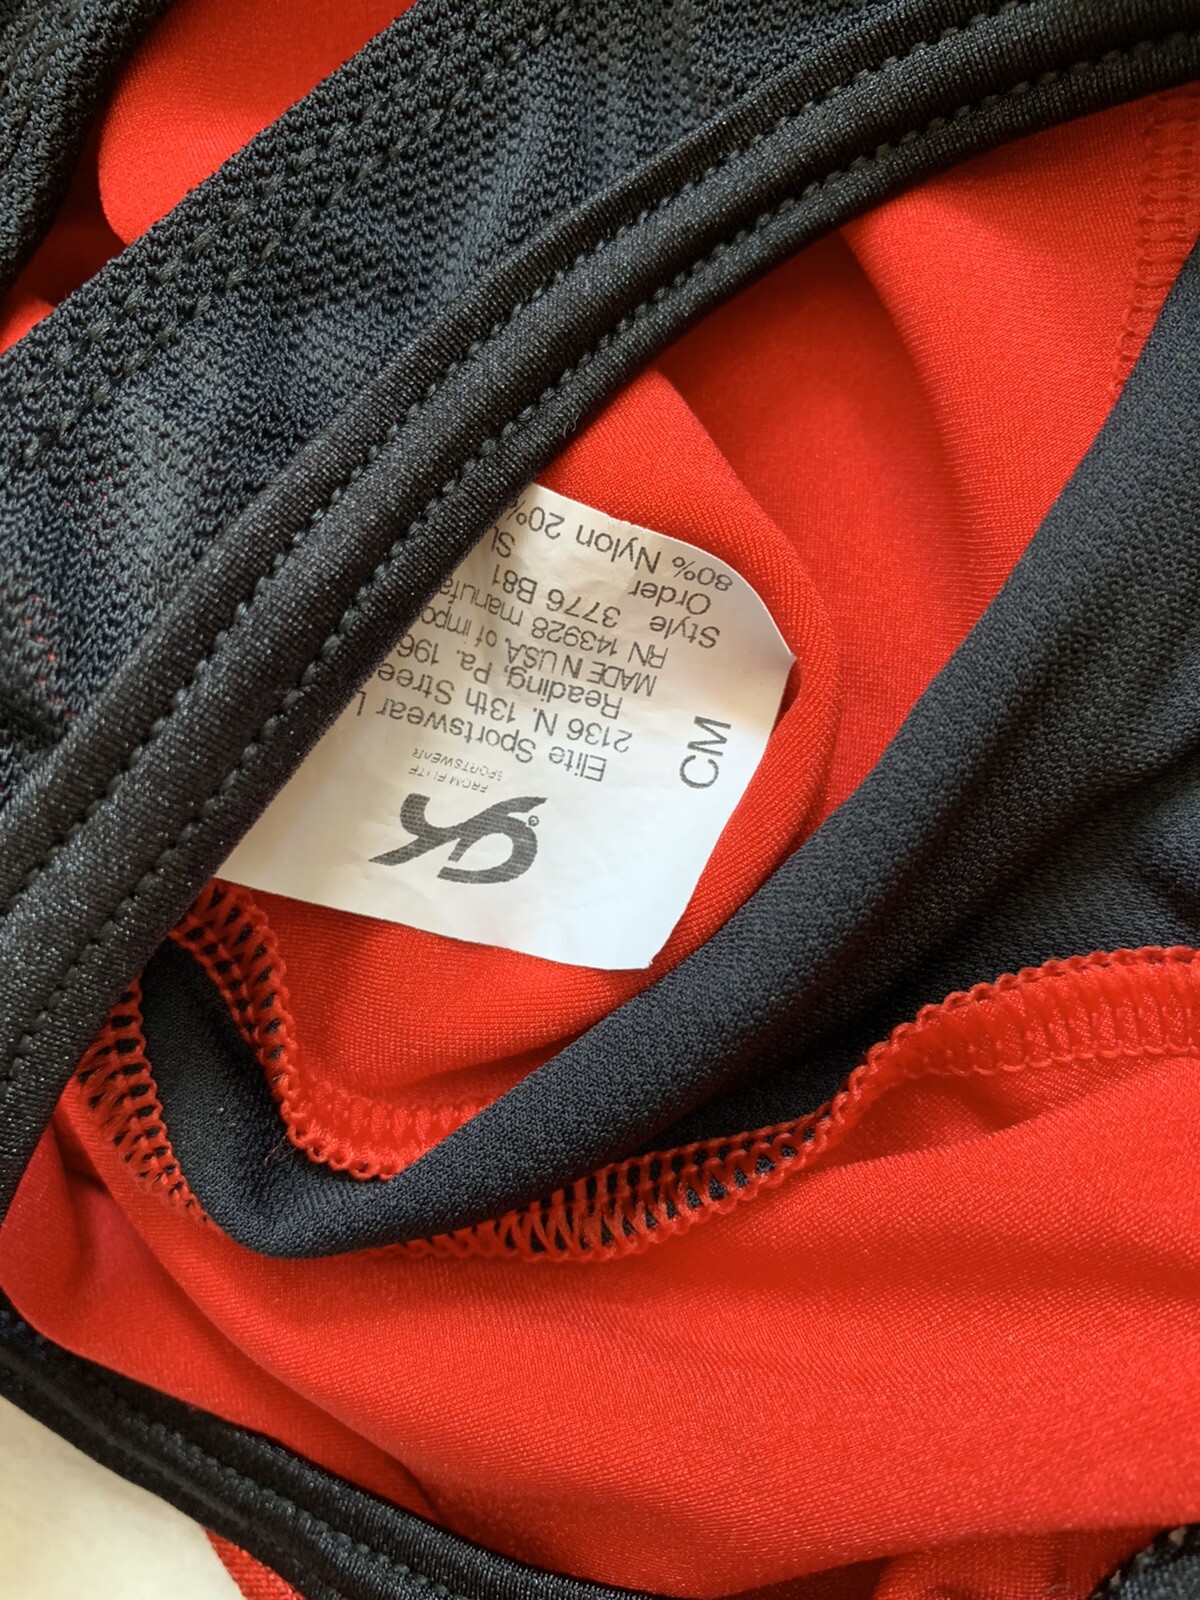 GK
FROM ELITE
SPORTSWEAR
Elite Sportswear L
2136 N. 13th Stree
Reading, Pa. 196
MADE IN U.S.A. of impo
RN 143928 manufa
Style 3776 B81
Order
80% Nylon 20%
CM